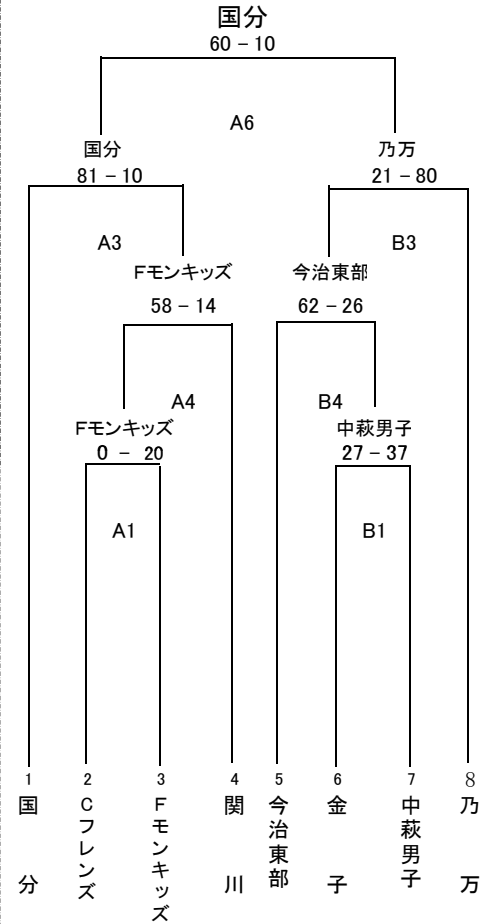 国分
60 − 10
A6
国分
乃万
81 − 10
21 − 80
A3
B3
Fモンキッズ
今治東部
58 − 14
62 − 26
A4
B4
Fモンキッズ
中萩男子
0 − 20
27 − 37
A1
B1
1
2
3
4
5
6
7
8
国分
Cフレンズ
Fモンキッズ
関川
今治東部
金子
中萩男子
乃万